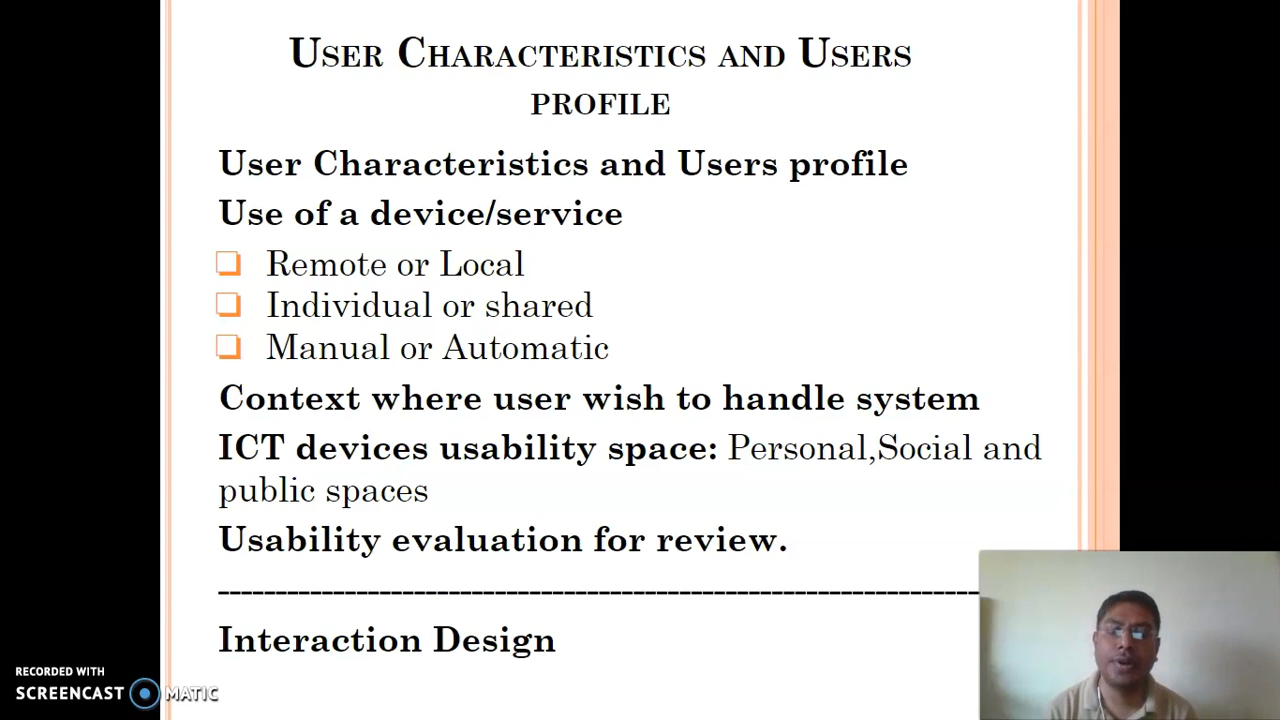 User Characteristics and Users
profile
User Characteristics and Users profile
Use of a device/service
❑ Remote or Local
❑ Individual or shared
❑ Manual or Automatic
Context where user wish to handle system
ICT devices usability space: Personal,Social and
public spaces
Usability evaluation for review.
--------------------------------------------------------------------
Interaction Design
RECORDED WITH
SCREENCAST MATIC